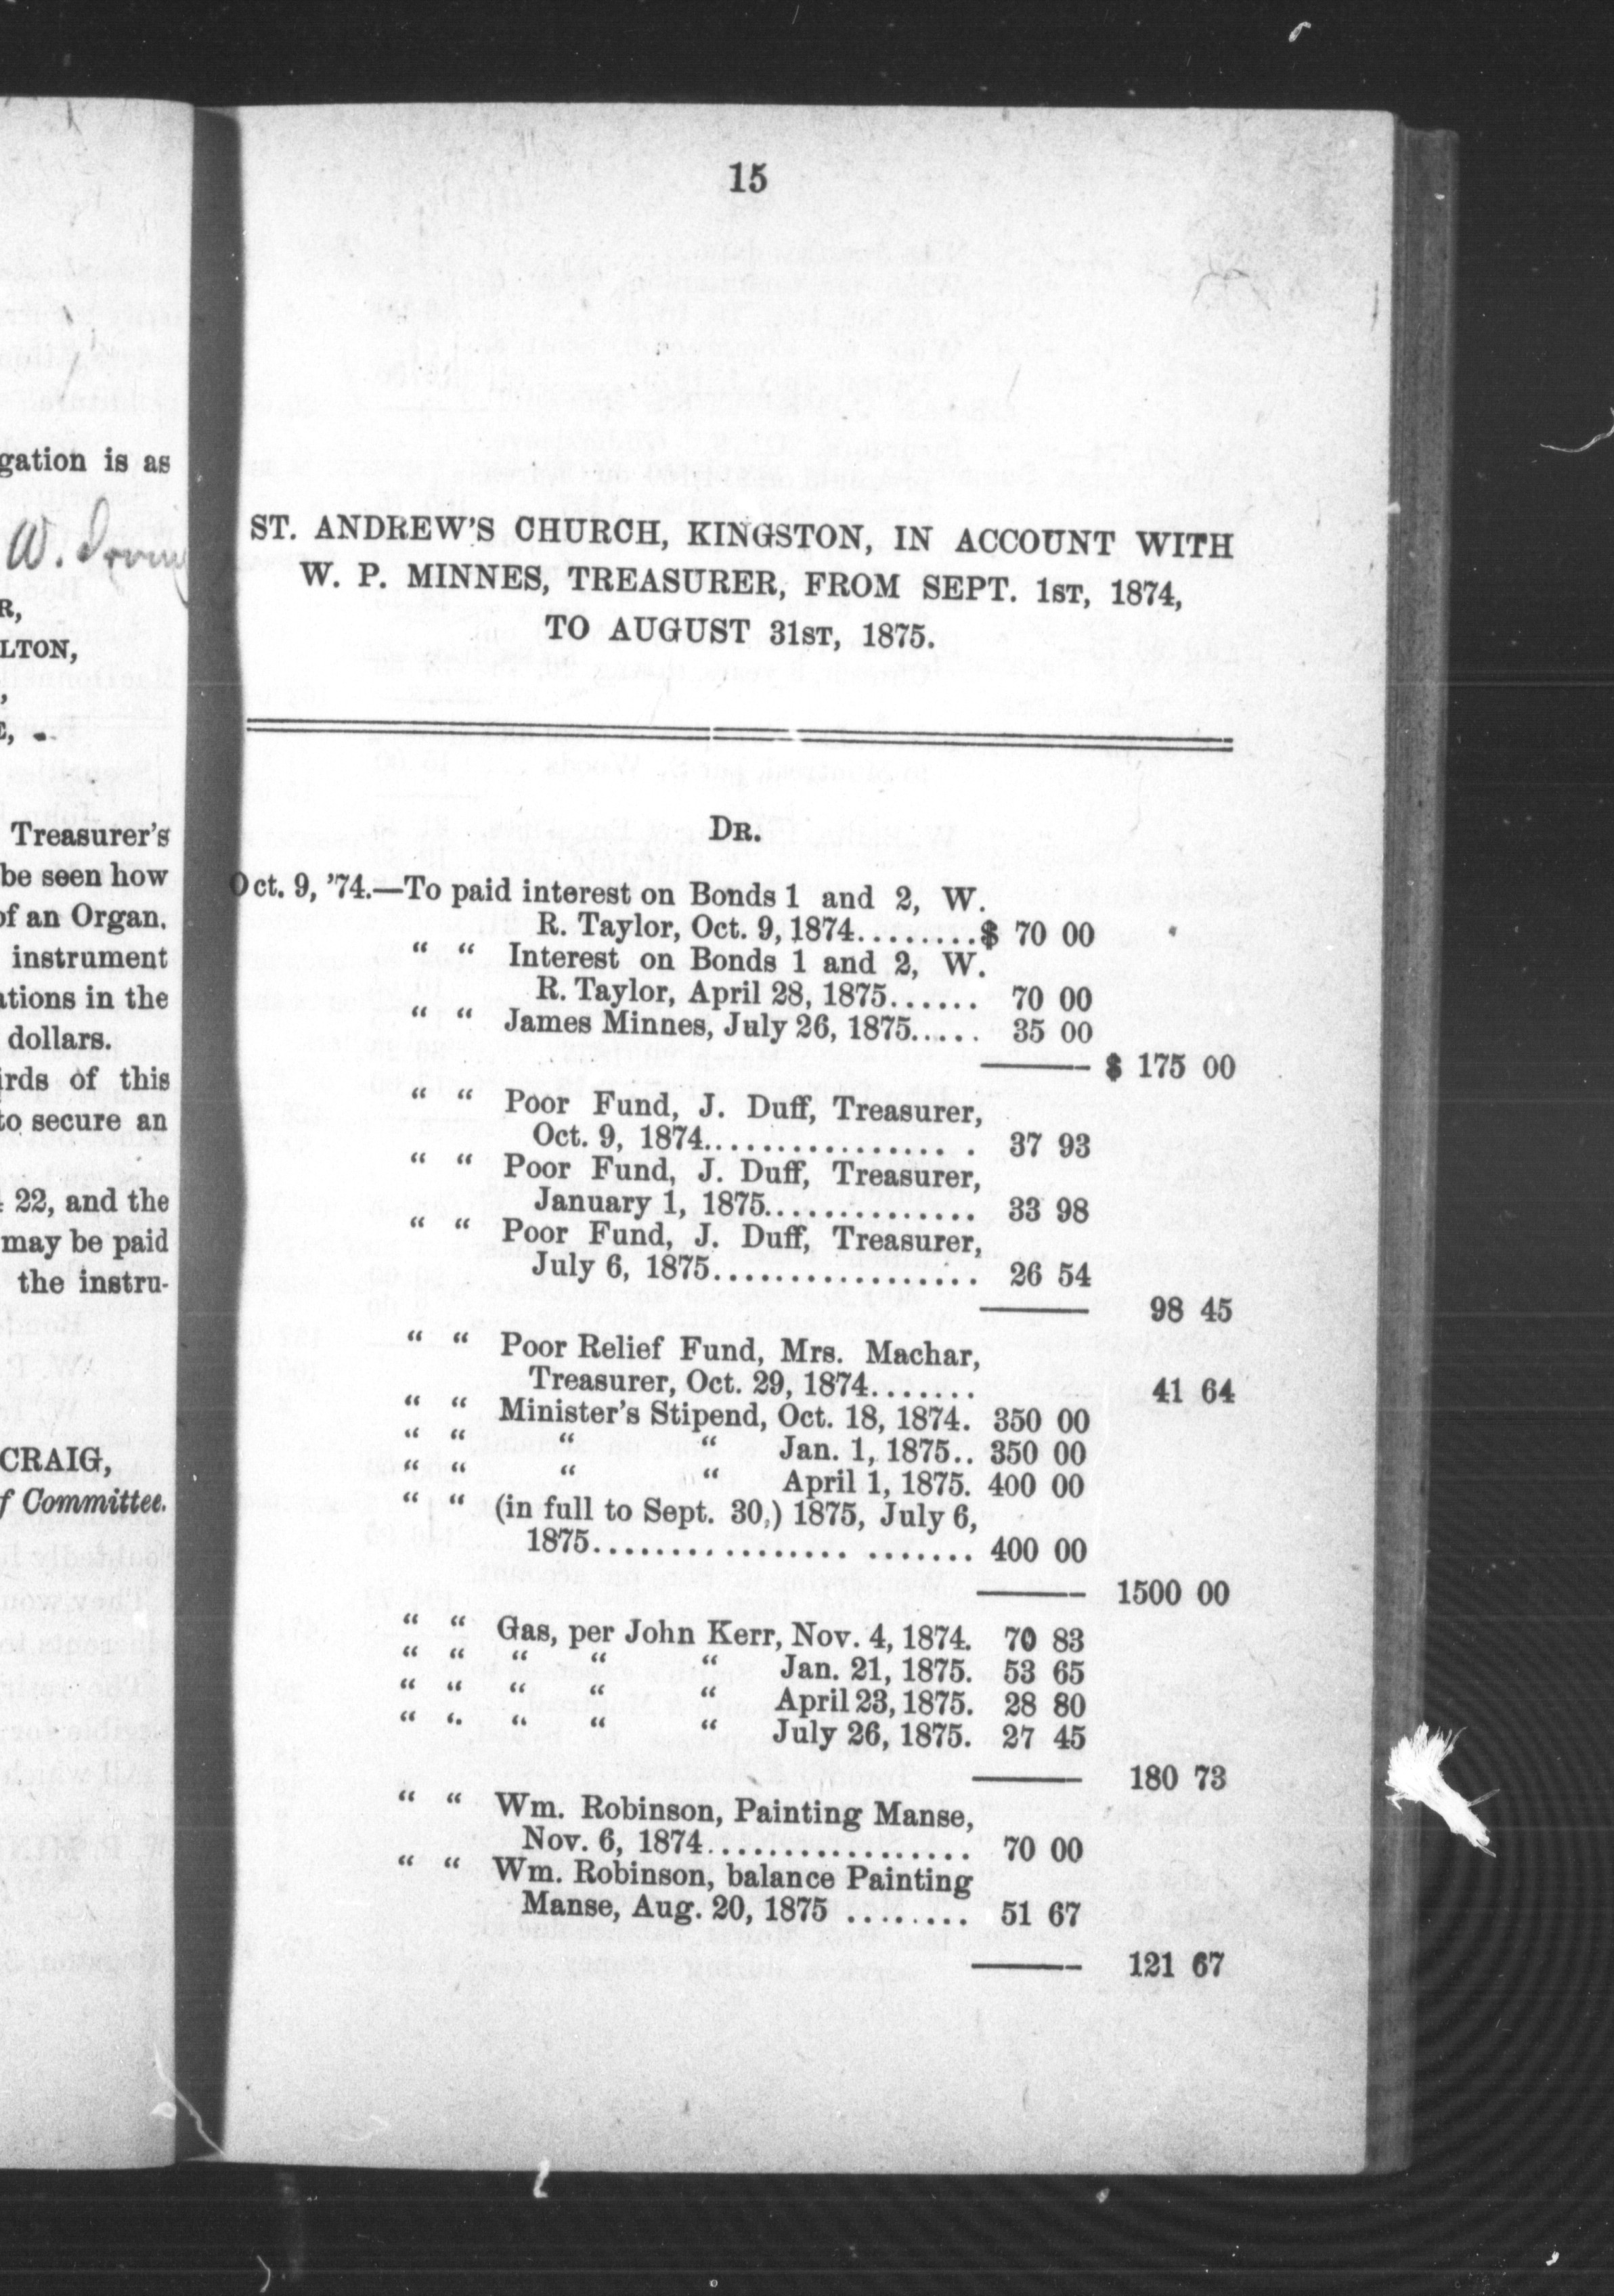 gation is as
W. Irving
R,
LTON,
Treasurer's
be seen how
of an Organ.
instrument
ations in the
dollars.
irds of this
to secure an
22, and the
may be paid
the instru-
CRAIG,
f Committee.
15
ST. ANDREW'S CHURCH, KINGSTON, IN ACCOUNT WITH
W. P. MINNES, TREASURER, FROM SEPT. 1ST, 1874,
TO AUGUST 31ST, 1875.
DR.
Oct. 9, '74.—To paid interest on Bonds 1 and 2, W.
R. Taylor, Oct. 9, 1874.........$ 70 00
" " Interest on Bonds 1 and 2, W.
R. Taylor, April 28, 1875...... 70 00
" " James Minnes, July 26, 1875..... 35 00
——— $ 175 00
" " Poor Fund, J. Duff, Treasurer,
Oct. 9, 1874................. . 37 93
" " Poor Fund, J. Duff, Treasurer,
January 1, 1875............... 33 98
" " Poor Fund, J. Duff, Treasurer,
July 6, 1875.................. 26 54
——— 98 45
" " Poor Relief Fund, Mrs. Machar,
Treasurer, Oct. 29, 1874....... 41 64
" " Minister's Stipend, Oct. 18, 1874. 350 00
" " " " Jan. 1, 1875.. 350 00
" " " " April 1, 1875. 400 00
" " (in full to Sept. 30,) 1875, July 6,
1875................. ....... 400 00
——— 1500 00
" " Gas, per John Kerr, Nov. 4, 1874. 70 83
" " " " " Jan. 21, 1875. 53 65
" " " " " April 23, 1875. 28 80
" " " " " July 26, 1875. 27 45
——— 180 73
" " Wm. Robinson, Painting Manse,
Nov. 6, 1874.................. 70 00
" " Wm. Robinson, balance Painting
Manse, Aug. 20, 1875 ........ 51 67
——— 121 67